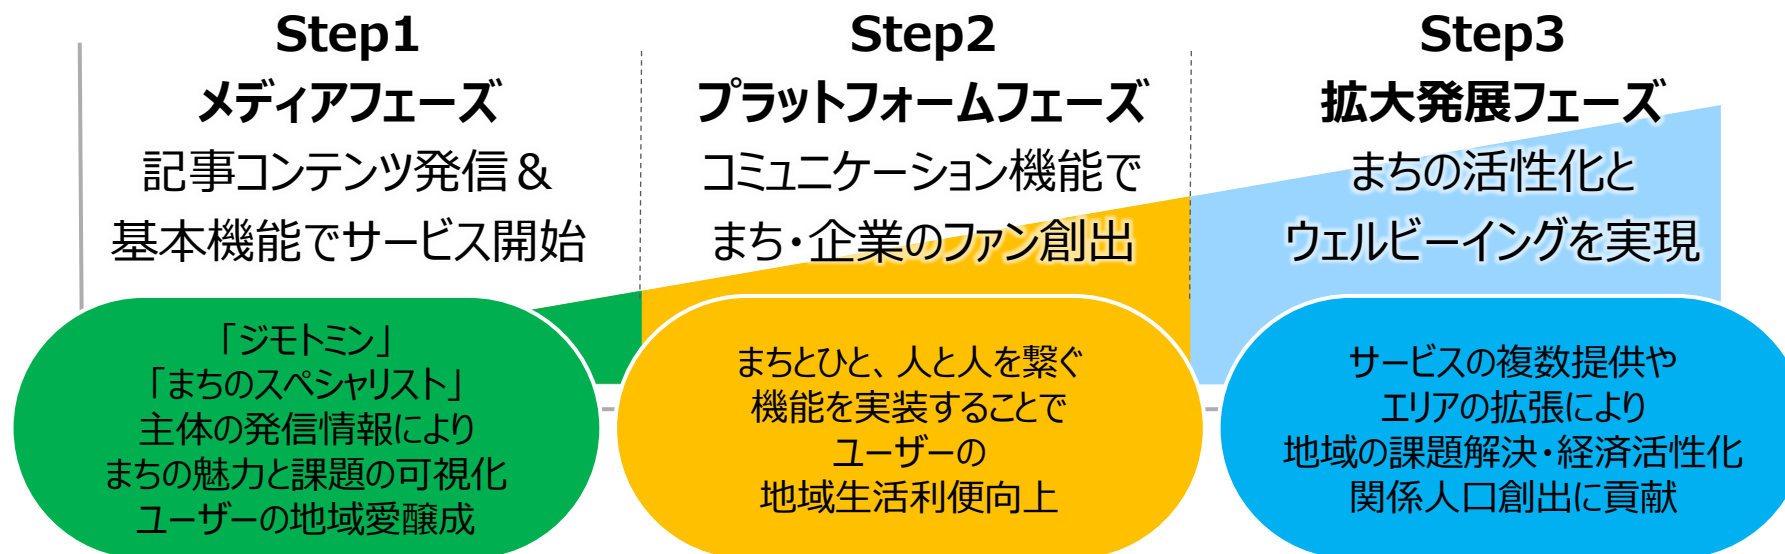 Step1
メディアフェーズ
記事コンテンツ発信＆
基本機能でサービス開始
「ジモトミン」
「まちのスペシャリスト」
主体の発信情報により
まちの魅力と課題の可視化
ユーザーの地域愛醸成
Step2
プラットフォームフェーズ
コミュニケーション機能で
まち・企業のファン創出
まちとひと、人と人を繋ぐ
機能を実装することで
ユーザーの
地域生活利便向上
Step3
拡大発展フェーズ
まちの活性化と
ウェルビーイングを実現
サービスの複数提供や
エリアの拡張により
地域の課題解決・経済活性化
関係人口創出に貢献